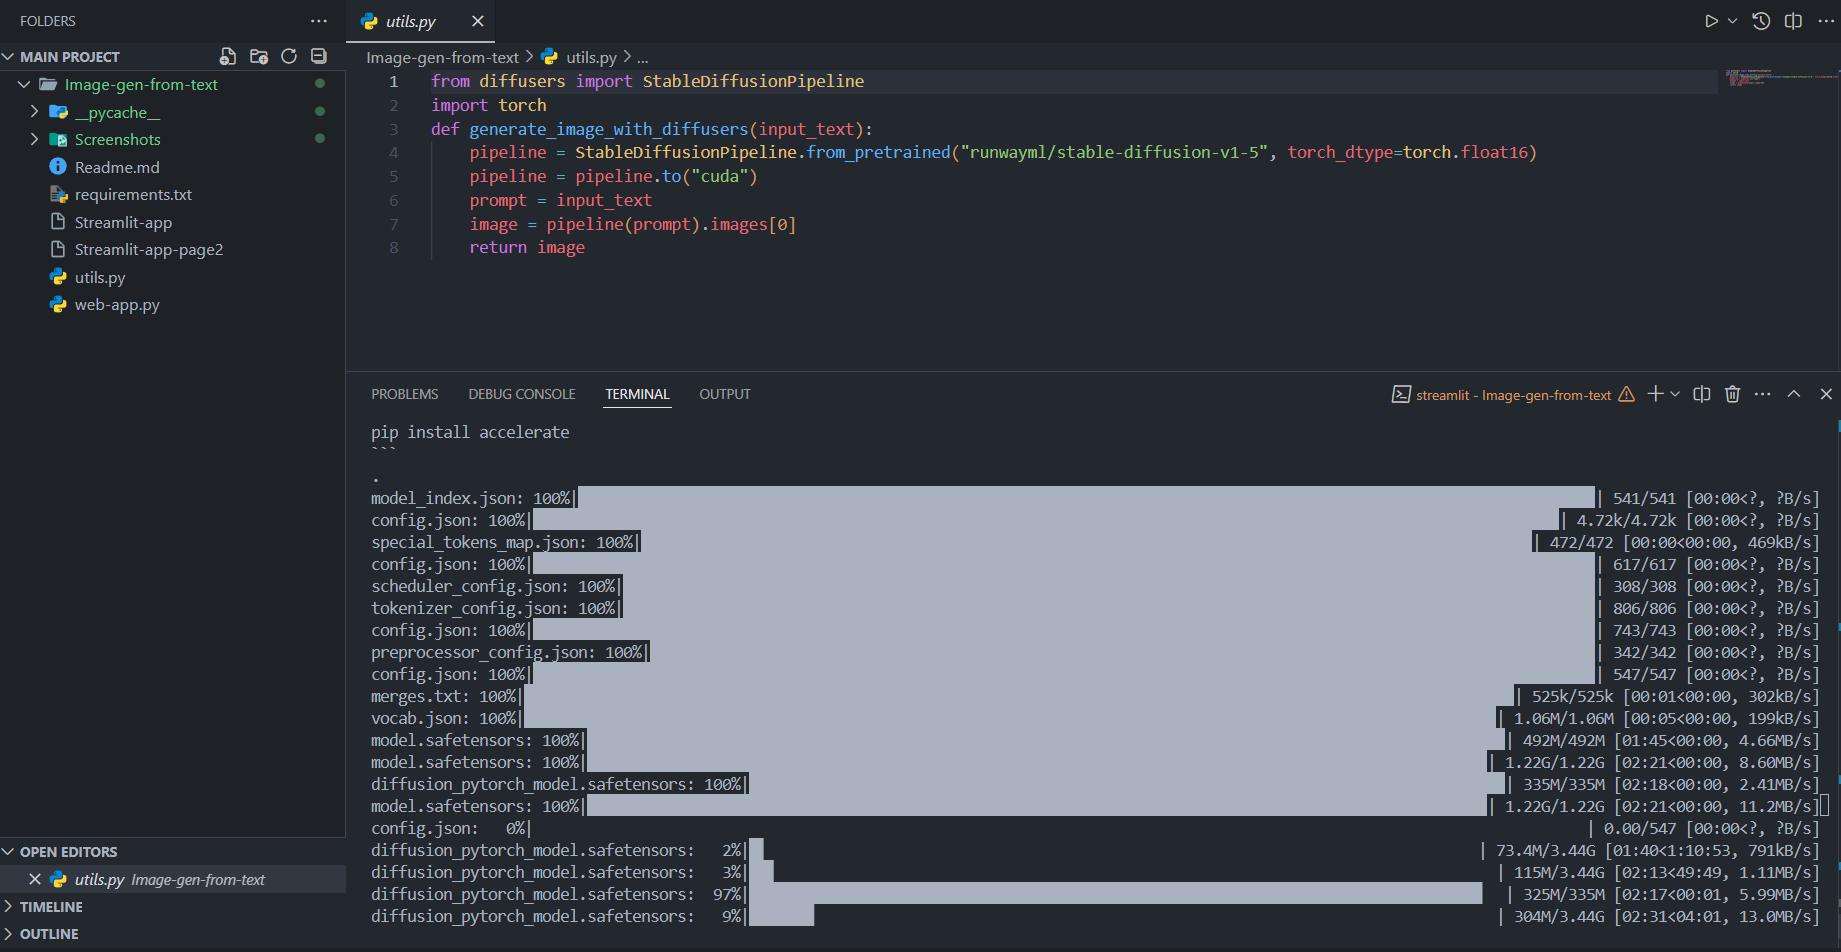 FOLDERS
MAIN PROJECT
Image-gen-from-text
__pycache__
Screenshots
Readme.md
requirements.txt
Streamlit-app
Streamlit-app-page2
utils.py
web-app.py
OPEN EDITORS
utils.py Image-gen-from-text
TIMELINE
OUTLINE
utils.py
Image-gen-from-text > utils.py > ...
1 from diffusers import StableDiffusionPipeline
2 import torch
3 def generate_image_with_diffusers(input_text):
4 pipeline = StableDiffusionPipeline.from_pretrained("runwayml/stable-diffusion-v1-5", torch_dtype=torch.float16)
5 pipeline = pipeline.to("cuda")
6 prompt = input_text
7 image = pipeline(prompt).images[0]
8 return image
PROBLEMS DEBUG CONSOLE TERMINAL OUTPUT
streamlit - Image-gen-from-text
pip install accelerate
```
.
model_index.json: 100%| | 541/541 [00:00<?, ?B/s]
config.json: 100%| | 4.72k/4.72k [00:00<?, ?B/s]
special_tokens_map.json: 100%| | 472/472 [00:00<00:00, 469kB/s]
config.json: 100%| | 617/617 [00:00<?, ?B/s]
scheduler_config.json: 100%| | 308/308 [00:00<?, ?B/s]
tokenizer_config.json: 100%| | 806/806 [00:00<?, ?B/s]
config.json: 100%| | 743/743 [00:00<?, ?B/s]
preprocessor_config.json: 100%| | 342/342 [00:00<?, ?B/s]
config.json: 100%| | 547/547 [00:00<?, ?B/s]
merges.txt: 100%| | 525k/525k [00:01<00:00, 302kB/s]
vocab.json: 100%| | 1.06M/1.06M [00:05<00:00, 199kB/s]
model.safetensors: 100%| | 492M/492M [01:45<00:00, 4.66MB/s]
model.safetensors: 100%| | 1.22G/1.22G [02:21<00:00, 8.60MB/s]
diffusion_pytorch_model.safetensors: 100%| | 335M/335M [02:18<00:00, 2.41MB/s]
model.safetensors: 100%| | 1.22G/1.22G [02:21<00:00, 11.2MB/s]
config.json: 0%| | 0.00/547 [00:00<?, ?B/s]
diffusion_pytorch_model.safetensors: 2%| | 73.4M/3.44G [01:40<1:10:53, 791kB/s]
diffusion_pytorch_model.safetensors: 3%| | 115M/3.44G [02:13<49:49, 1.11MB/s]
diffusion_pytorch_model.safetensors: 97%| | 325M/335M [02:17<00:01, 5.99MB/s]
diffusion_pytorch_model.safetensors: 9%| | 304M/3.44G [02:31<04:01, 13.0MB/s]